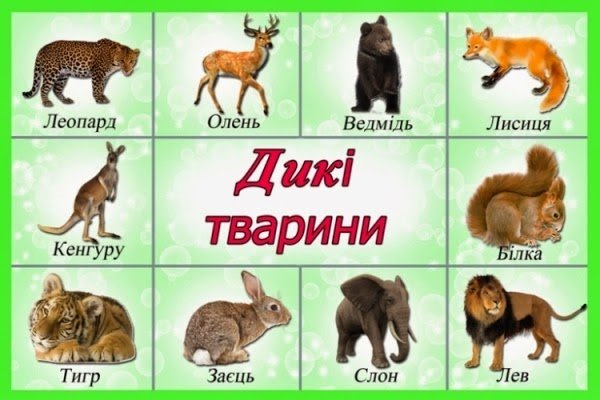 Леопард
Олень
Ведмідь
Лисиця
Кенгуру
Дикі
тварини
Білка
Тигр
Заєць
Слон
Лев